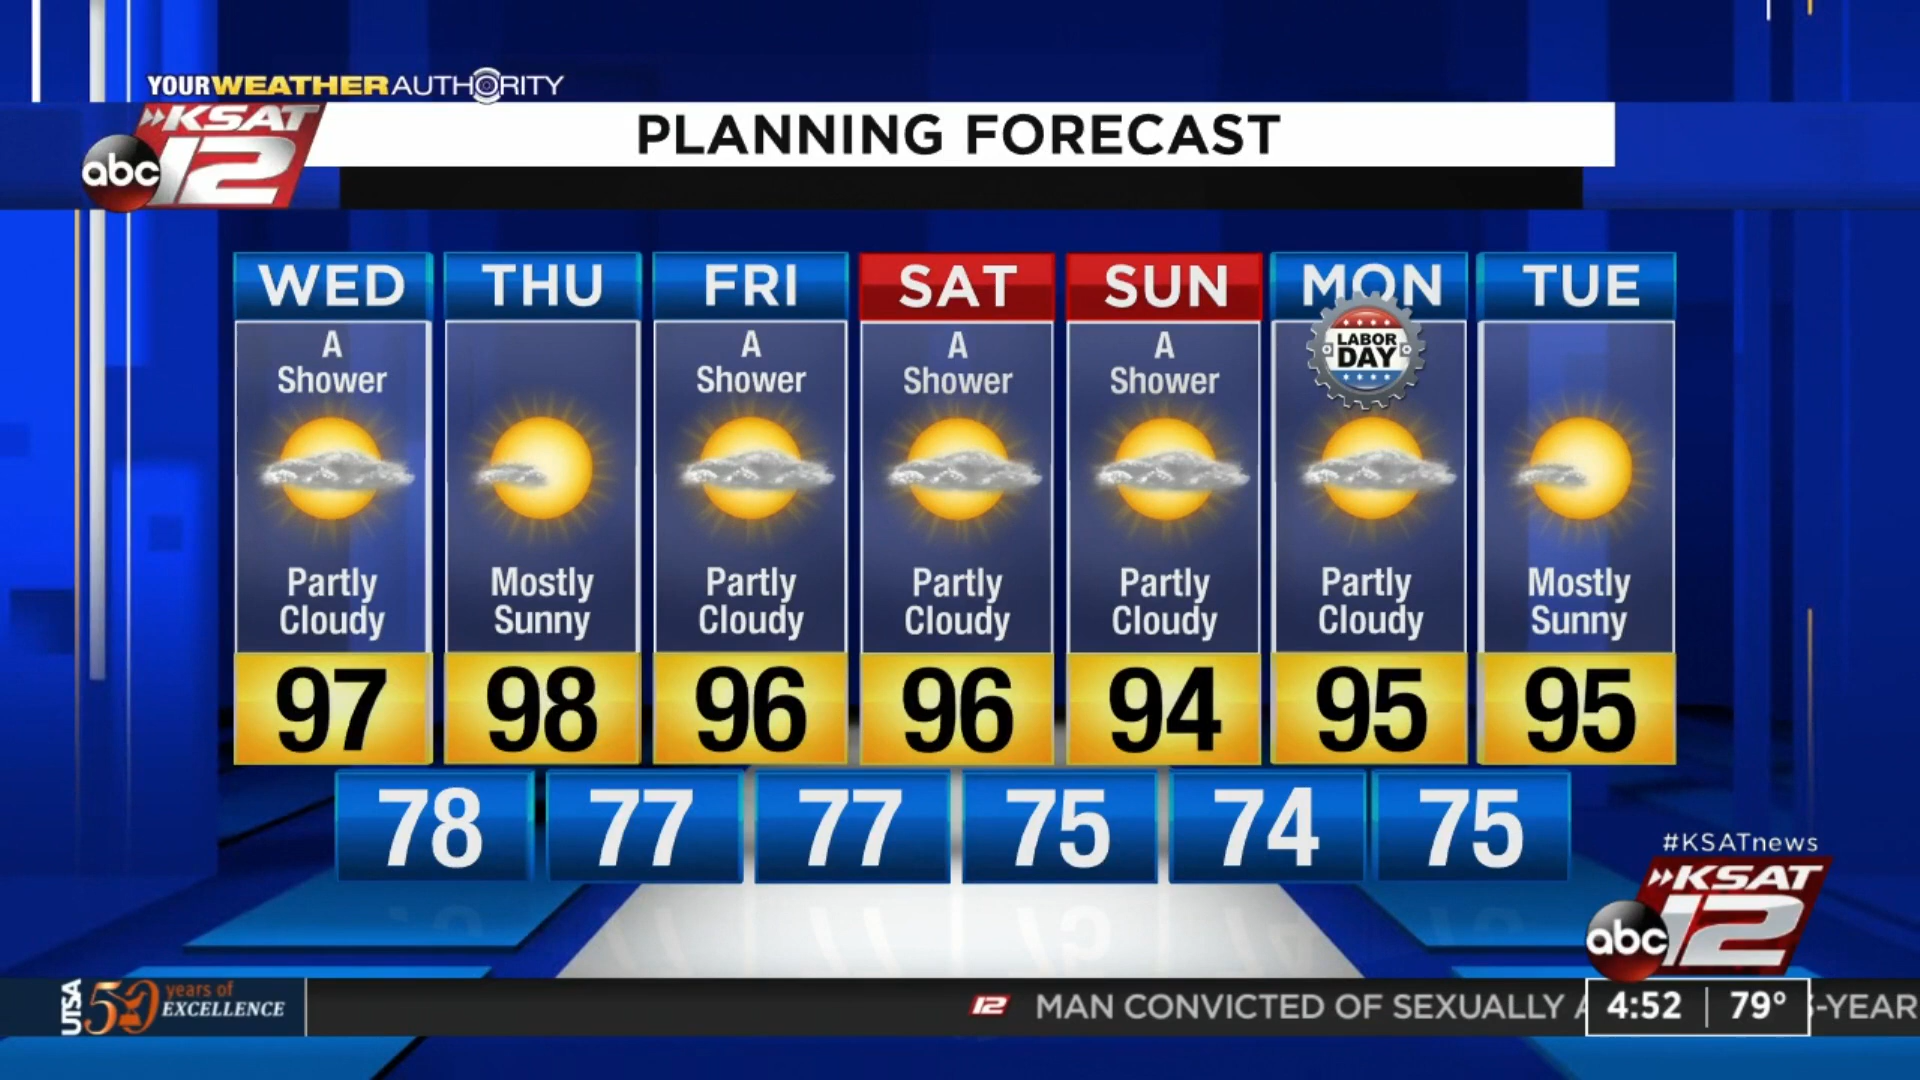 YOUR WEATHER AUTHORITY
KSAT
abc 12
PLANNING FORECAST
WED THU FRI SAT SUN MON TUE
A Shower
A Shower
A Shower
A Shower
LABOR
DAY
Partly
Cloudy
Mostly
Sunny
Partly
Cloudy
Partly
Cloudy
Partly
Cloudy
Partly
Cloudy
Mostly
Sunny
97 98 96 96 94 95 95
78 77 77 75 74 75
#KSATnews
KSAT
abc 12
UTSA 50 years of
EXCELLENCE
12 MAN CONVICTED OF SEXUALLY
4:52 79°
-YEAR